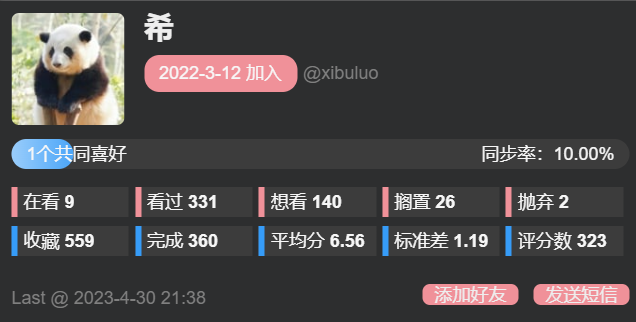 希
2022-3-12 加入 @xibuluo
1个共同喜好 同步率：10.00%
在看 9 看过 331 想看 140 搁置 26 抛弃 2
收藏 559 完成 360 平均分 6.56 标准差 1.19 评分数 323
Last @ 2023-4-30 21:38 添加好友 发送短信